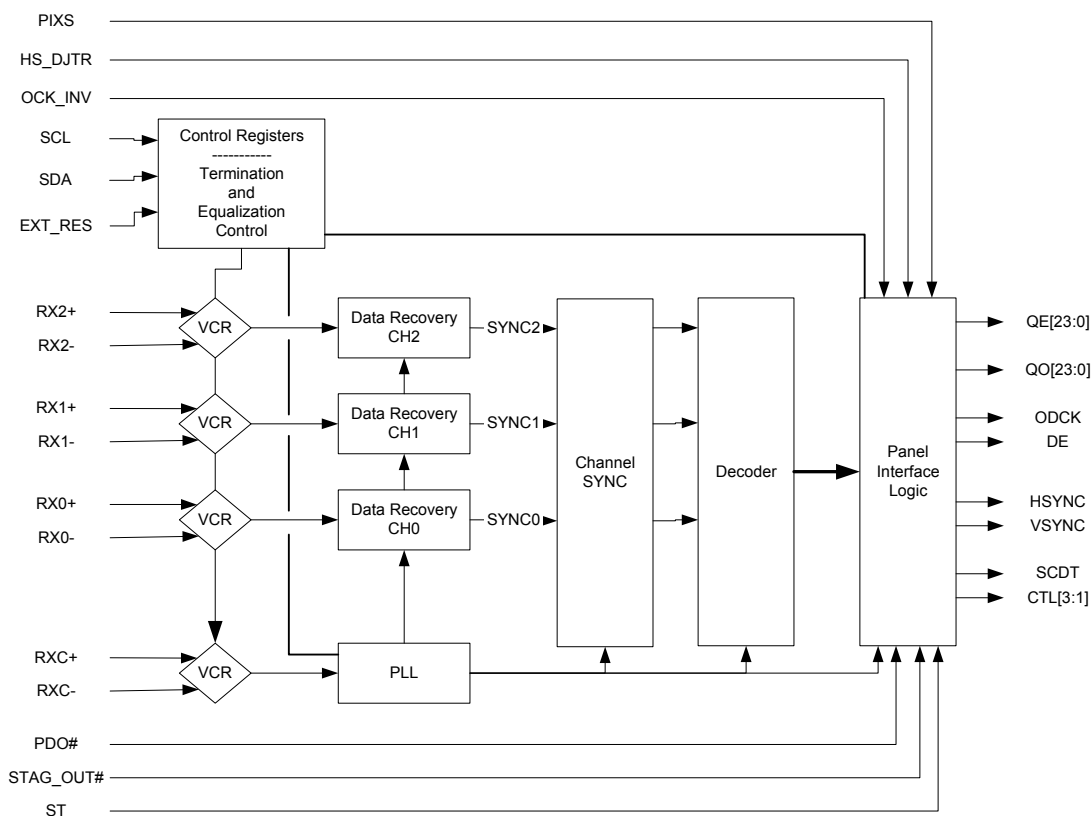 PIXS
HS_DJTR
OCK_INV
SCL
SDA
EXT_RES
Control Registers
-----------
Termination
and
Equalization
Control
RX2+
RX2-
VCR
Data Recovery
CH2
SYNC2
RX1+
RX1-
VCR
Data Recovery
CH1
SYNC1
RX0+
RX0-
VCR
Data Recovery
CH0
SYNC0
RXC+
RXC-
VCR
PLL
Channel
SYNC
Decoder
Panel
Interface
Logic
QE[23:0]
QO[23:0]
ODCK
DE
HSYNC
VSYNC
SCDT
CTL[3:1]
PDO#
STAG_OUT#
ST